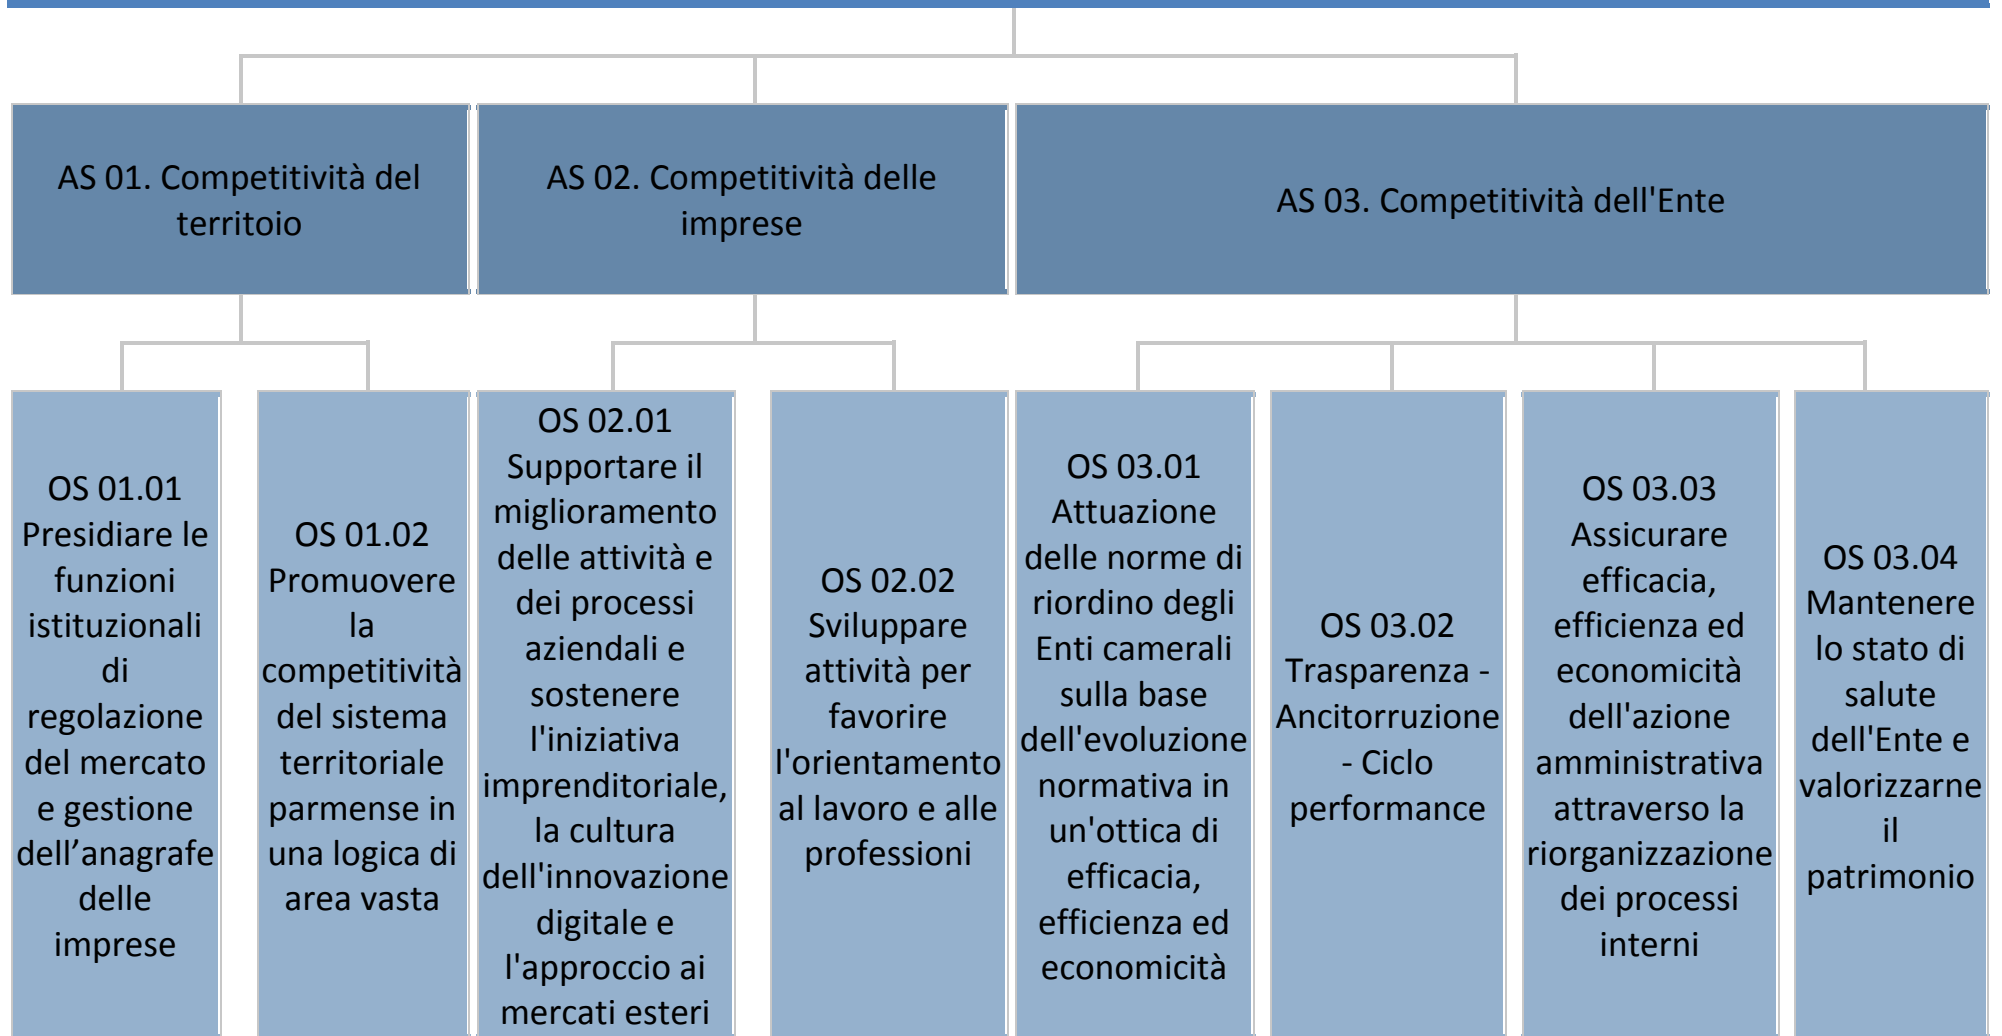 AS 01. Competitività del
territoio
AS 02. Competitività delle
imprese
AS 03. Competitività dell'Ente
OS 01.01
Presidiare le
funzioni
istituzionali
di
regolazione
del mercato
e gestione
dell’anagrafe
delle
imprese
OS 01.02
Promuovere
la
competitività
del sistema
territoriale
parmense in
una logica di
area vasta
OS 02.01
Supportare il
miglioramento
delle attività e
dei processi
aziendali e
sostenere
l'iniziativa
imprenditoriale,
la cultura
dell'innovazione
digitale e
l'approccio ai
mercati esteri
OS 02.02
Sviluppare
attività per
favorire
l'orientamento
al lavoro e alle
professioni
OS 03.01
Attuazione
delle norme di
riordino degli
Enti camerali
sulla base
dell'evoluzione
normativa in
un'ottica di
efficacia,
efficienza ed
economicità
OS 03.02
Trasparenza -
Ancitorruzione
- Ciclo
performance
OS 03.03
Assicurare
efficacia,
efficienza ed
economicità
dell'azione
amministrativa
attraverso la
riorganizzazione
dei processi
interni
OS 03.04
Mantenere
lo stato di
salute
dell'Ente e
valorizzarne
il
patrimonio